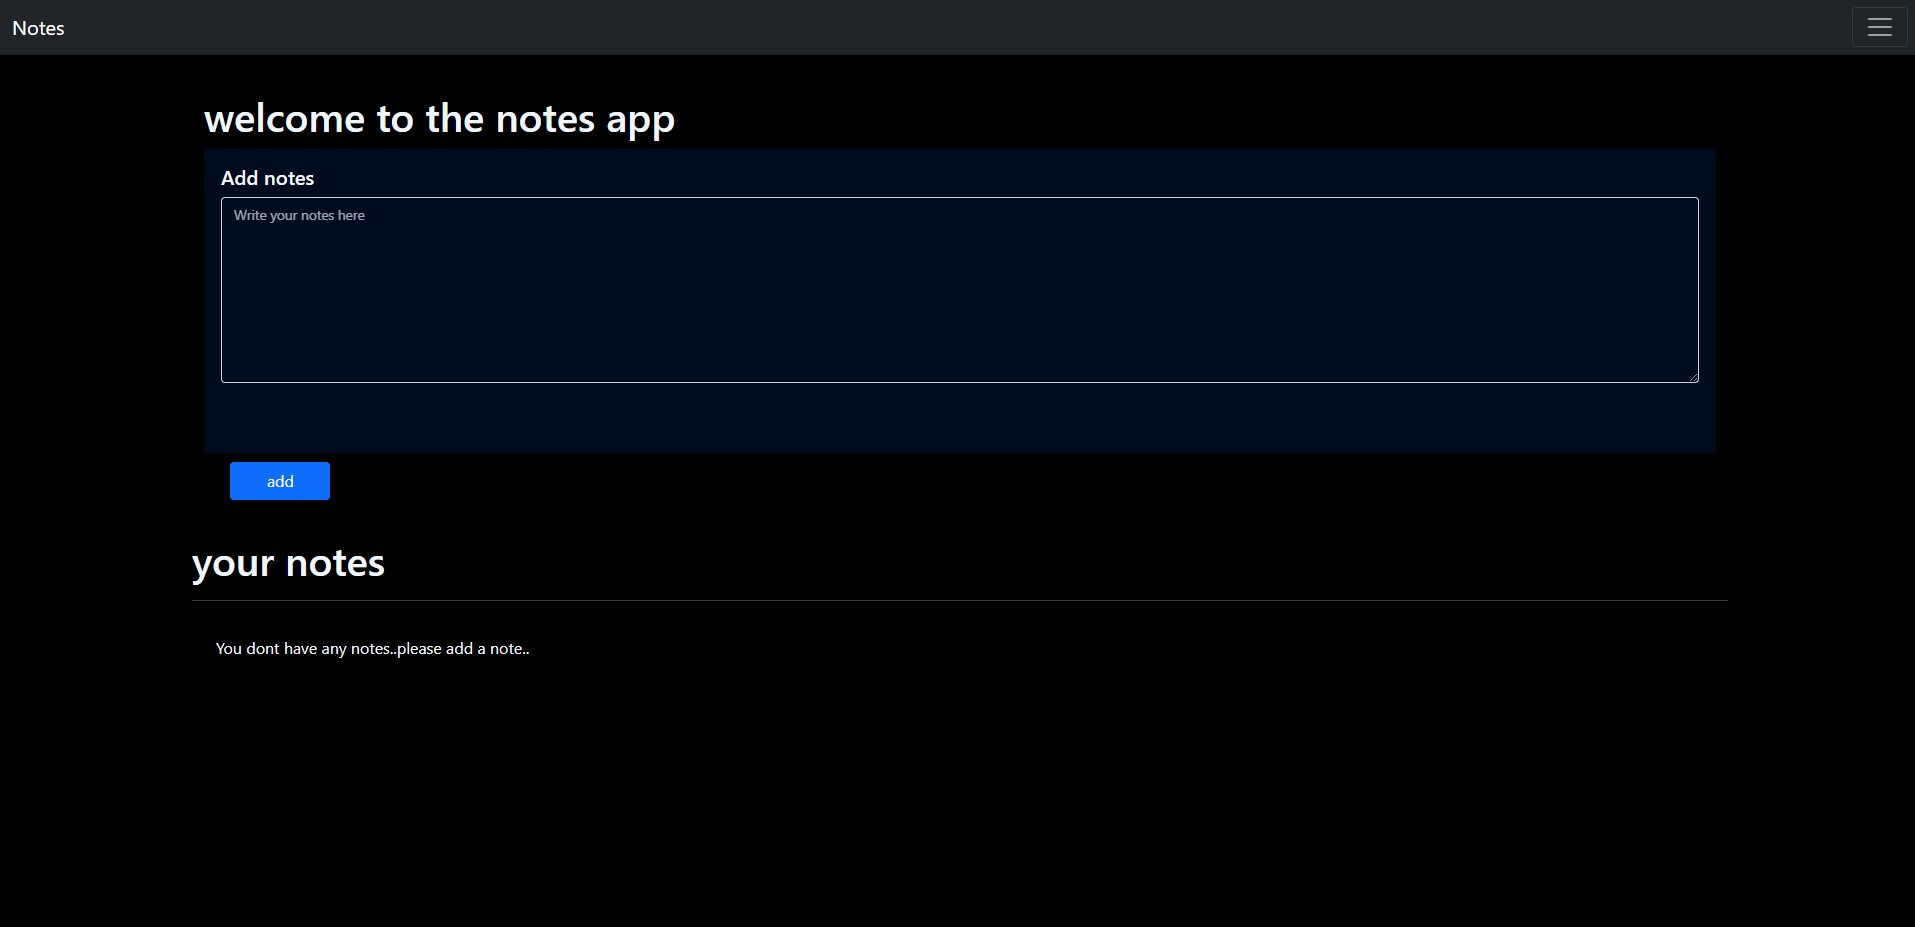 Notes
welcome to the notes app
Add notes
Write your notes here
add
your notes
You dont have any notes..please add a note..